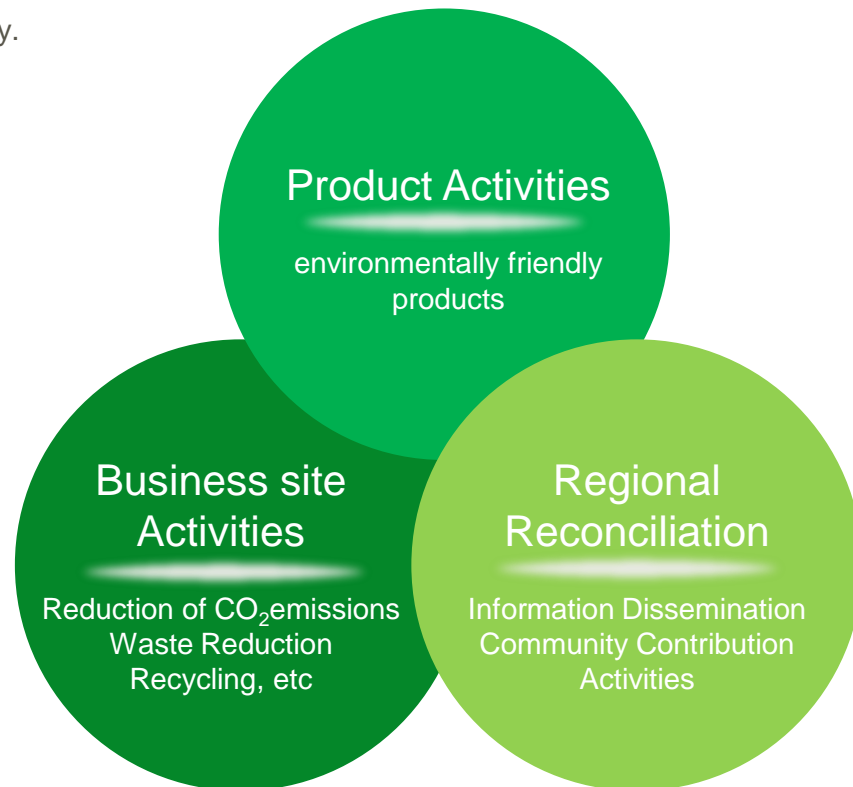 y.
Product Activities
environmentally friendly
products
Business site
Activities
Reduction of CO₂emissions
Waste Reduction
Recycling, etc
Regional
Reconciliation
Information Dissemination
Community Contribution
Activities